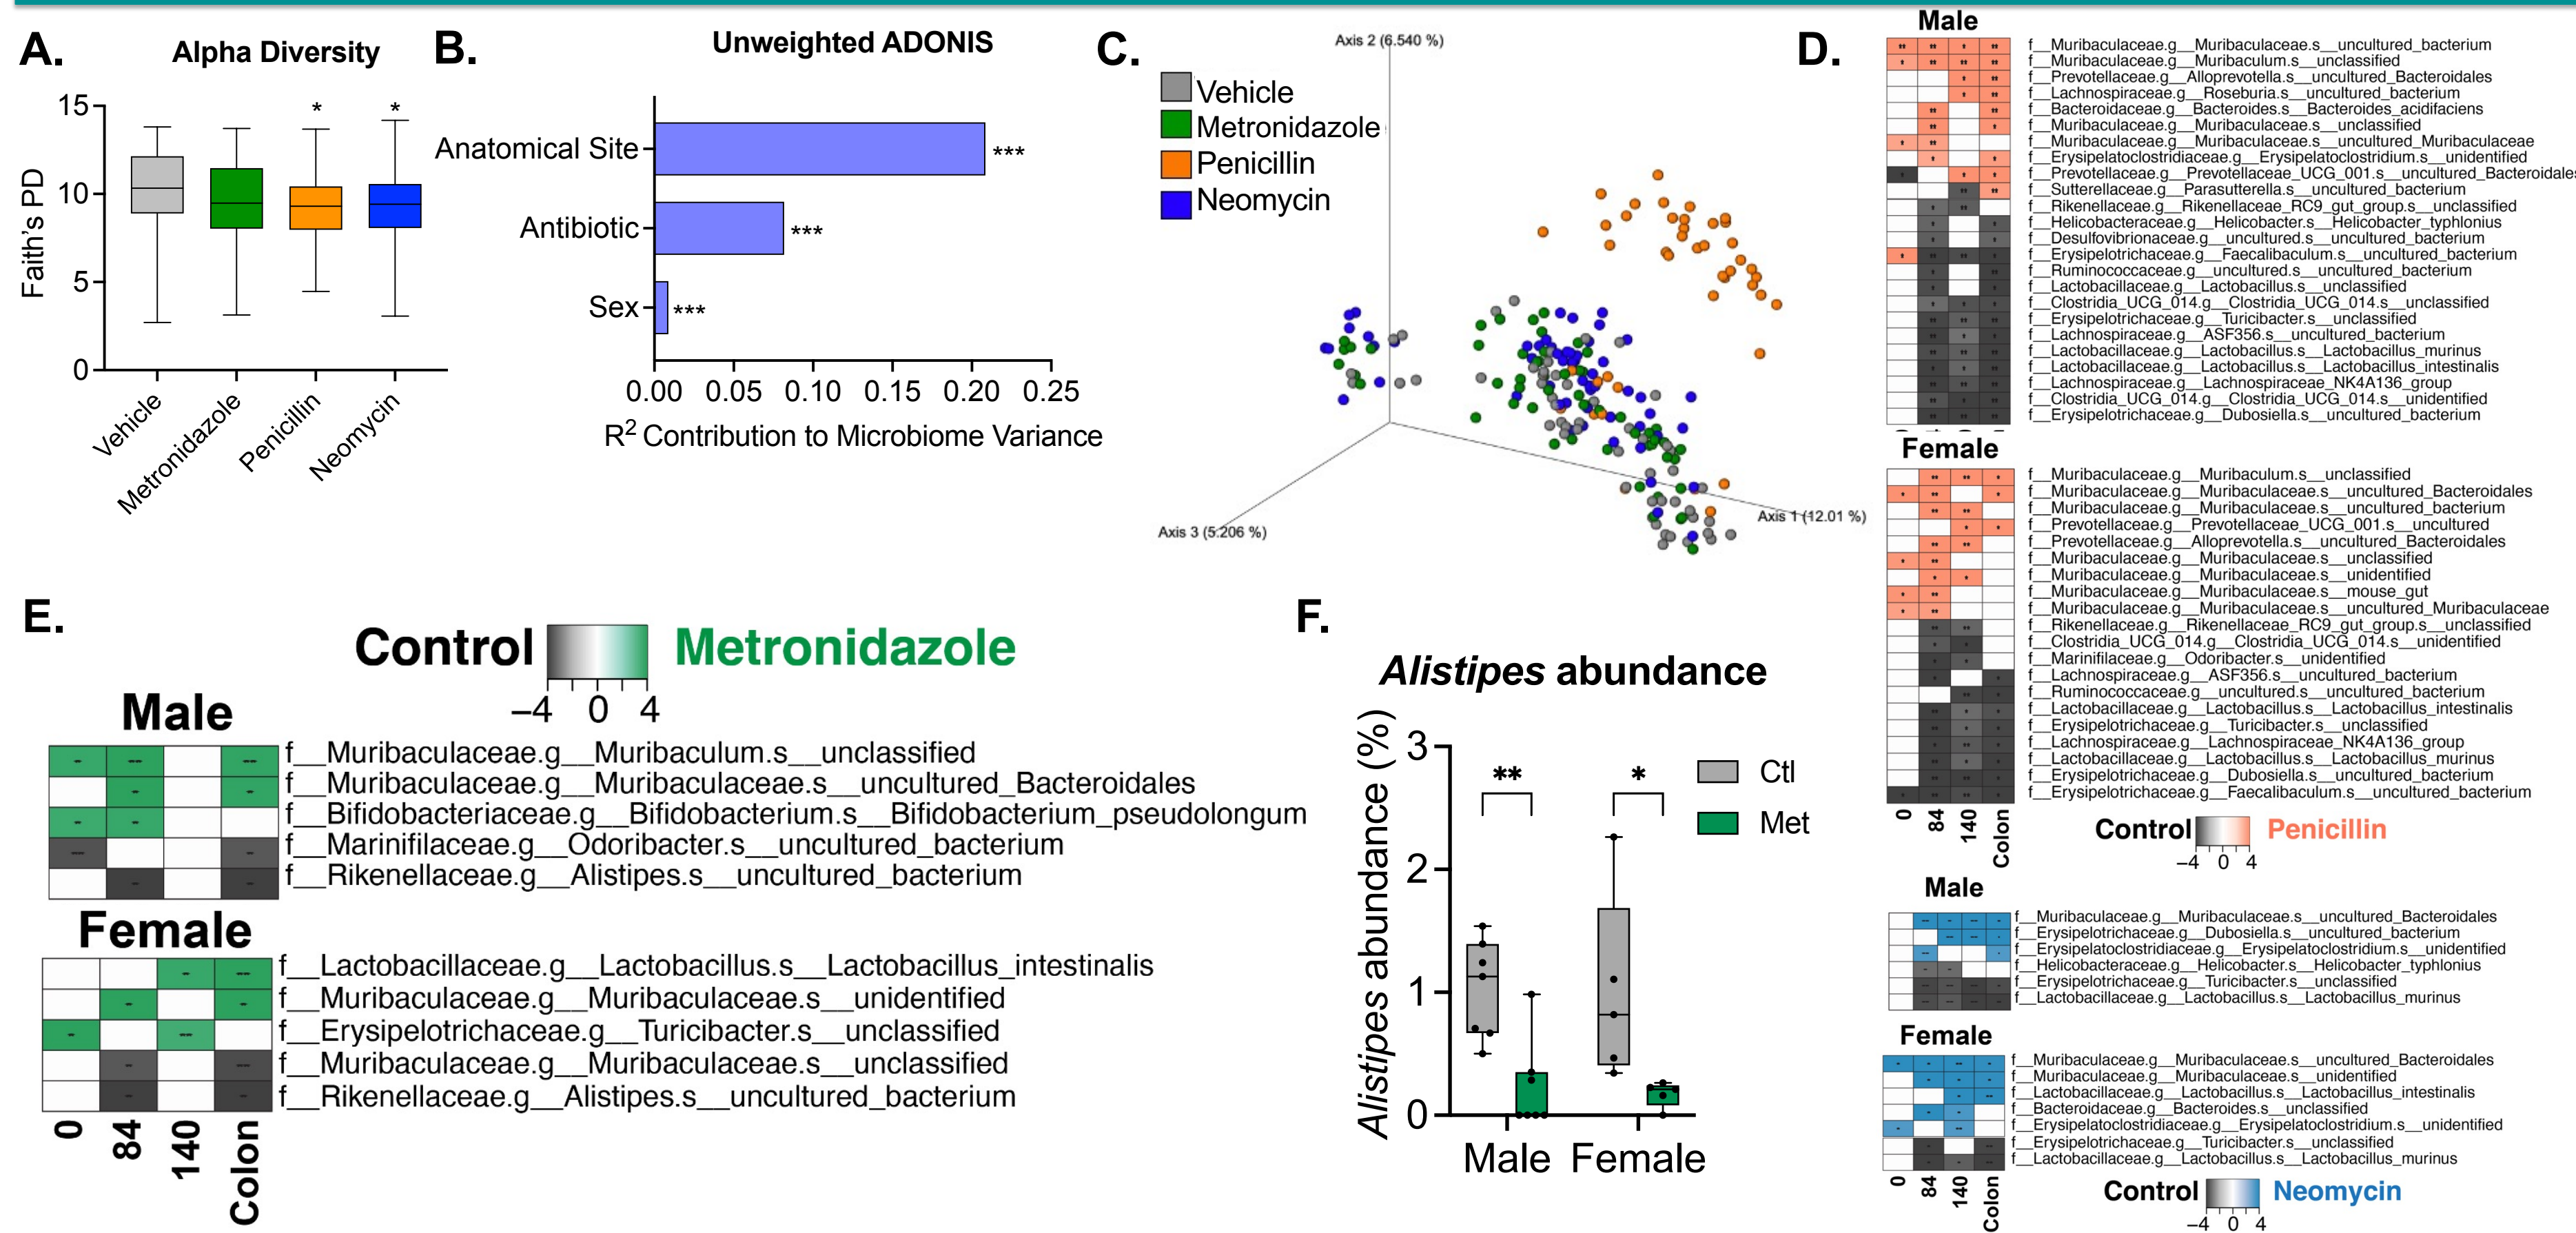 A.
Alpha Diversity
Faith's PD
15
10
5
0
*
*
Vehicle
Metronidazole
Penicillin
Neomycin
B.
Unweighted ADONIS
Anatomical Site
***
Antibiotic
***
Sex
***
0.00 0.05 0.10 0.15 0.20 0.25
R2 Contribution to Microbiome Variance
C.
Vehicle
Metronidazole
Penicillin
Neomycin
Axis 2 (6.540 %)
Axis 3 (5.206 %)
Axis 1 (12.01 %)
D.
Male
f__Muribaculaceae.g__Muribaculaceae.s__uncultured_bacterium
f__Muribaculaceae.g__Muribaculum.s__unclassified
f__Prevotellaceae.g__Alloprevotella.s__uncultured_Bacteroidales
f__Lachnospiraceae.g__Roseburia.s__uncultured_bacterium
f__Bacteroidaceae.g__Bacteroides.s__Bacteroides_acidifaciens
f__Muribaculaceae.g__Muribaculaceae.s__unclassified
f__Muribaculaceae.g__Muribaculaceae.s__uncultured_Muribaculaceae
f__Erysipelatoclostridiaceae.g__Erysipelatoclostridium.s__unidentified
f__Prevotellaceae.g__Prevotellaceae_UCG_001.s__uncultured_Bacteroidales
f__Sutterellaceae.g__Parasutterella.s__uncultured_bacterium
f__Rikenellaceae.g__Rikenellaceae_RC9_gut_group.s__unclassified
f__Helicobacteraceae.g__Helicobacter.s__Helicobacter_typhlonius
f__Desulfovibrionaceae.g__uncultured.s__uncultured_bacterium
f__Erysipelotrichaceae.g__Faecalibaculum.s__uncultured_bacterium
f__Ruminococcaceae.g__uncultured.s__uncultured_bacterium
f__Lactobacillaceae.g__Lactobacillus.s__unclassified
f__Clostridia_UCG_014.g__Clostridia_UCG_014.s__unclassified
f__Erysipelotrichaceae.g__Turicibacter.s__unclassified
f__Lachnospiraceae.g__ASF356.s__uncultured_bacterium
f__Lactobacillaceae.g__Lactobacillus.s__Lactobacillus_murinus
f__Lactobacillaceae.g__Lactobacillus.s__Lactobacillus_intestinalis
f__Lachnospiraceae.g__Lachnospiraceae_NK4A136_group
f__Clostridia_UCG_014.g__Clostridia_UCG_014.s__unidentified
f__Erysipelotrichaceae.g__Dubosiella.s__uncultured_bacterium
Female
f__Muribaculaceae.g__Muribaculum.s__unclassified
f__Muribaculaceae.g__Muribaculaceae.s__uncultured_Bacteroidales
f__Muribaculaceae.g__Muribaculaceae.s__uncultured_bacterium
f__Prevotellaceae.g__Prevotellaceae_UCG_001.s__uncultured
f__Prevotellaceae.g__Alloprevotella.s__uncultured_Bacteroidales
f__Muribaculaceae.g__Muribaculaceae.s__unclassified
f__Muribaculaceae.g__Muribaculaceae.s__unidentified
f__Muribaculaceae.g__Muribaculaceae.s__mouse_gut
f__Muribaculaceae.g__Muribaculaceae.s__uncultured_Muribaculaceae
f__Rikenellaceae.g__Rikenellaceae_RC9_gut_group.s__unclassified
f__Clostridia_UCG_014.g__Clostridia_UCG_014.s__unidentified
f__Marinifilaceae.g__Odoribacter.s__unidentified
f__Lachnospiraceae.g__ASF356.s__uncultured_bacterium
f__Ruminococcaceae.g__uncultured.s__uncultured_bacterium
f__Lactobacillaceae.g__Lactobacillus.s__Lactobacillus_intestinalis
f__Erysipelotrichaceae.g__Turicibacter.s__unclassified
f__Lachnospiraceae.g__Lachnospiraceae_NK4A136_group
f__Lactobacillaceae.g__Lactobacillus.s__Lactobacillus_murinus
f__Erysipelotrichaceae.g__Dubosiella.s__uncultured_bacterium
f__Erysipelotrichaceae.g__Faecalibaculum.s__uncultured_bacterium
0 84 140 Colon
Control Penicillin
−4 0 4
Male
f__Muribaculaceae.g__Muribaculaceae.s__uncultured_Bacteroidales
f__Erysipelotrichaceae.g__Dubosiella.s__uncultured_bacterium
f__Erysipelatoclostridiaceae.g__Erysipelatoclostridium.s__unidentified
f__Helicobacteraceae.g__Helicobacter.s__Helicobacter_typhlonius
f__Erysipelotrichaceae.g__Turicibacter.s__unclassified
f__Lactobacillaceae.g__Lactobacillus.s__Lactobacillus_murinus
Female
f__Muribaculaceae.g__Muribaculaceae.s__uncultured_Bacteroidales
f__Muribaculaceae.g__Muribaculaceae.s__unidentified
f__Lactobacillaceae.g__Lactobacillus.s__Lactobacillus_intestinalis
f__Bacteroidaceae.g__Bacteroides.s__unclassified
f__Erysipelatoclostridiaceae.g__Erysipelatoclostridium.s__unidentified
f__Erysipelotrichaceae.g__Turicibacter.s__unclassified
f__Lactobacillaceae.g__Lactobacillus.s__Lactobacillus_murinus
0 84 140 Colon
Control Neomycin
−4 0 4
E.
Control Metronidazole
−4 0 4
Male
f__Muribaculaceae.g__Muribaculum.s__unclassified
f__Muribaculaceae.g__Muribaculaceae.s__uncultured_Bacteroidales
f__Bifidobacteriaceae.g__Bifidobacterium.s__Bifidobacterium_pseudolongum
f__Marinifilaceae.g__Odoribacter.s__uncultured_bacterium
f__Rikenellaceae.g__Alistipes.s__uncultured_bacterium
Female
f__Lactobacillaceae.g__Lactobacillus.s__Lactobacillus_intestinalis
f__Muribaculaceae.g__Muribaculaceae.s__unidentified
f__Erysipelotrichaceae.g__Turicibacter.s__unclassified
f__Muribaculaceae.g__Muribaculaceae.s__unclassified
f__Rikenellaceae.g__Alistipes.s__uncultured_bacterium
0 84 140 Colon
F.
Alistipes abundance
Alistipes abundance (%)
3
2
1
0
** *
Ctl
Met
Male Female